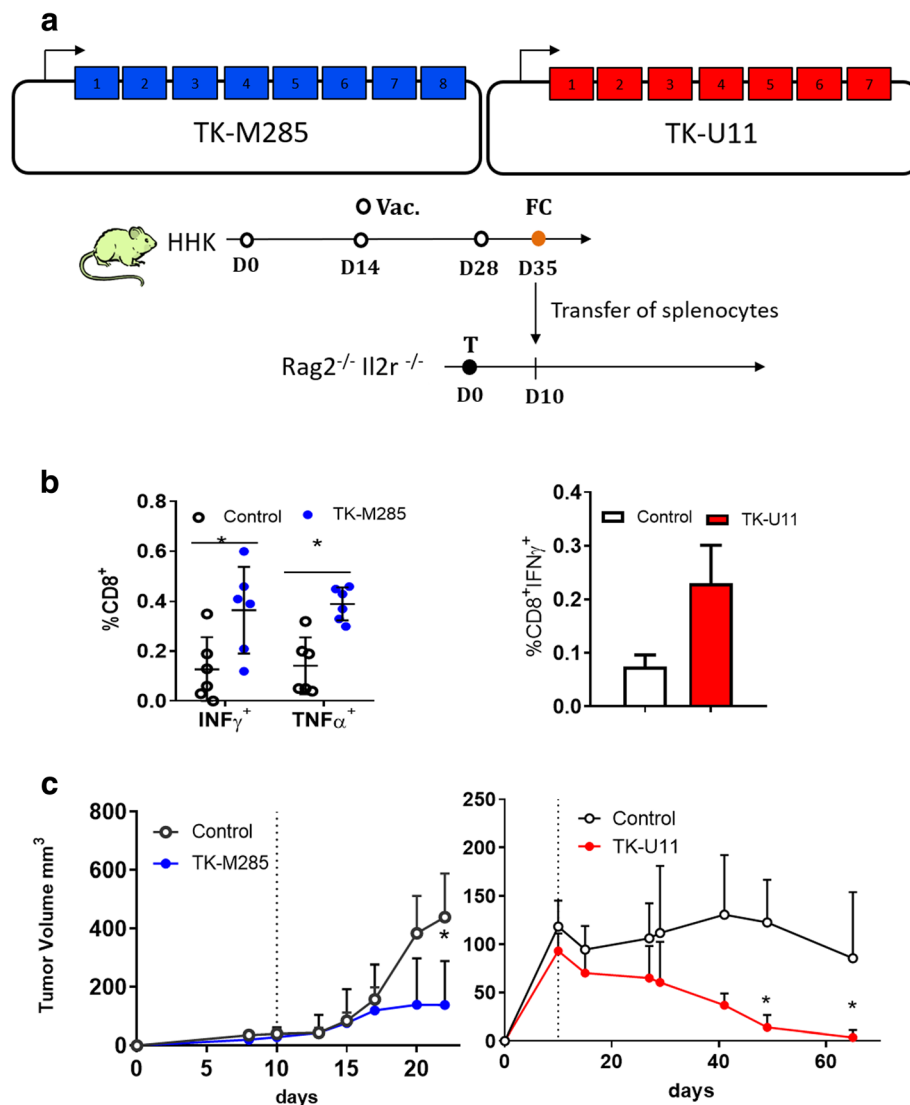 a
1 2 3 4 5 6 7 8
TK-M285
1 2 3 4 5 6 7
TK-U11
Vac. FC
HHK
D0 D14 D28 D35
Transfer of splenocytes
T
Rag2-/- Il2r -/-
D0 D10
b
0.8
0.6
0.4
0.2
0.0
%CD8+
Control TK-M285
* *
INFγ+ TNFα+
0.4
0.3
0.2
0.1
0.0
%CD8+IFNγ+
Control TK-U11
c
800
600
400
200
0
Tumor Volume mm3
Control
TK-M285
*
0 5 10 15 20
days
250
200
150
100
50
0
Control
TK-U11
* *
0 20 40 60
days